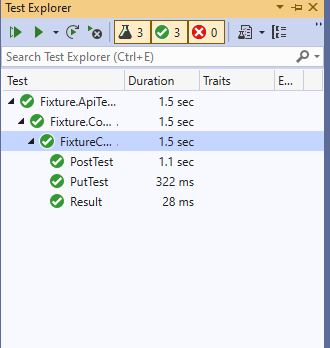 Test Explorer
3 3 0
Search Test Explorer (Ctrl+E)
Test Duration Traits E...
Fixture.ApiTe... 1.5 sec
Fixture.Co... 1.5 sec
FixtureC... 1.5 sec
PostTest 1.1 sec
PutTest 322 ms
Result 28 ms